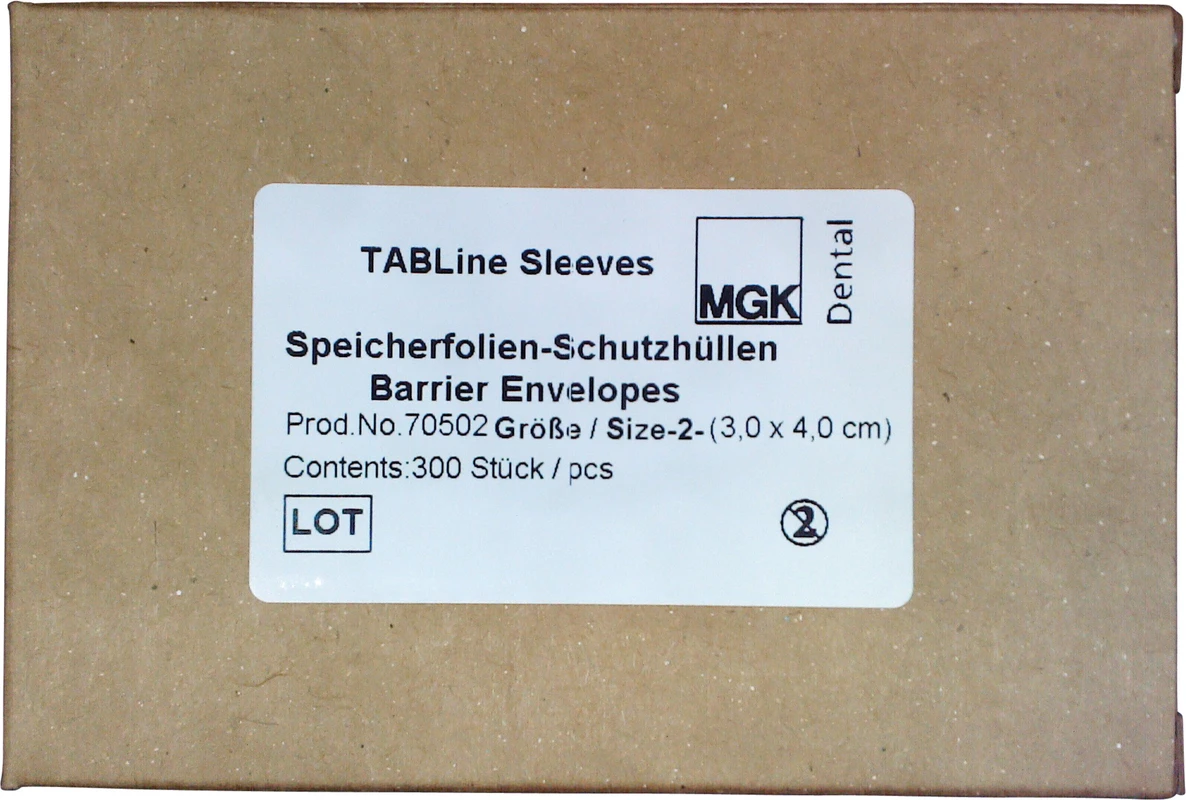 TABLine Sleeves
MGK
Dental
Speicherfolien-Schutzhüllen
Barrier Envelopes
Prod.No.70502 Größe / Size-2-(3,0 x 4,0 cm)
Contents:300 Stück / pcs
LOT
2